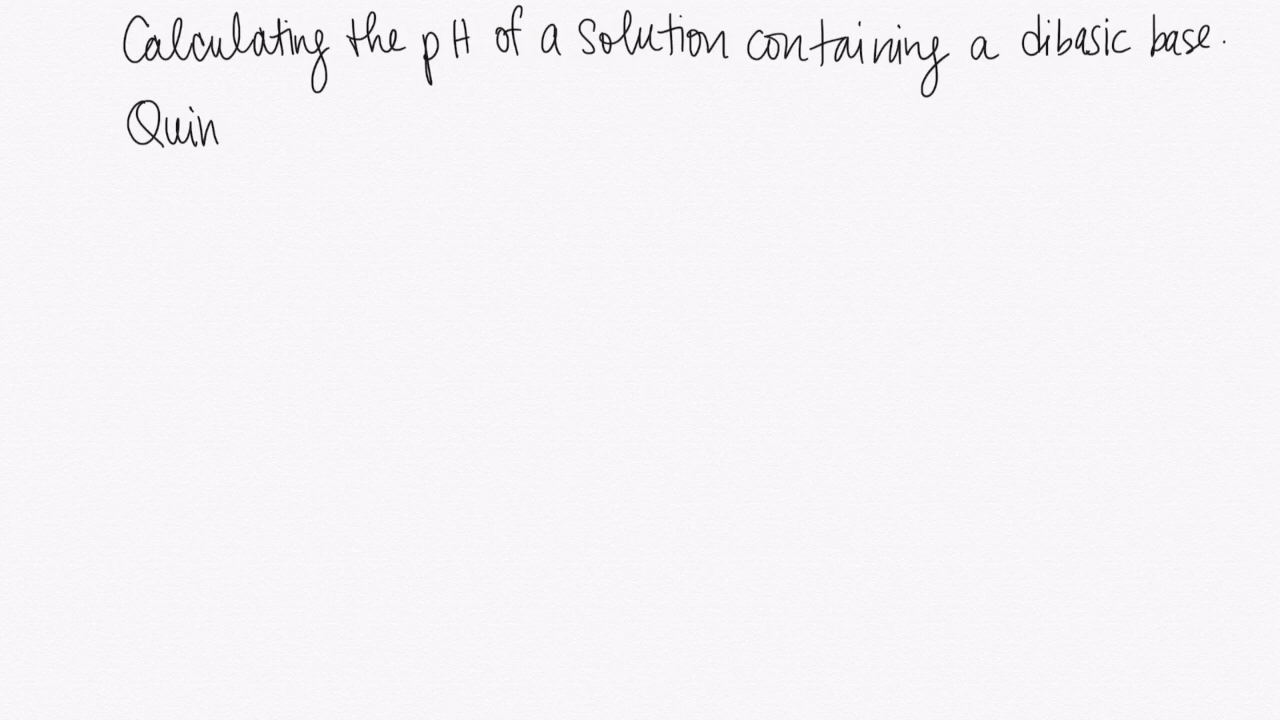 Calculating the pH of a solution containing a dibasic base.
Quin